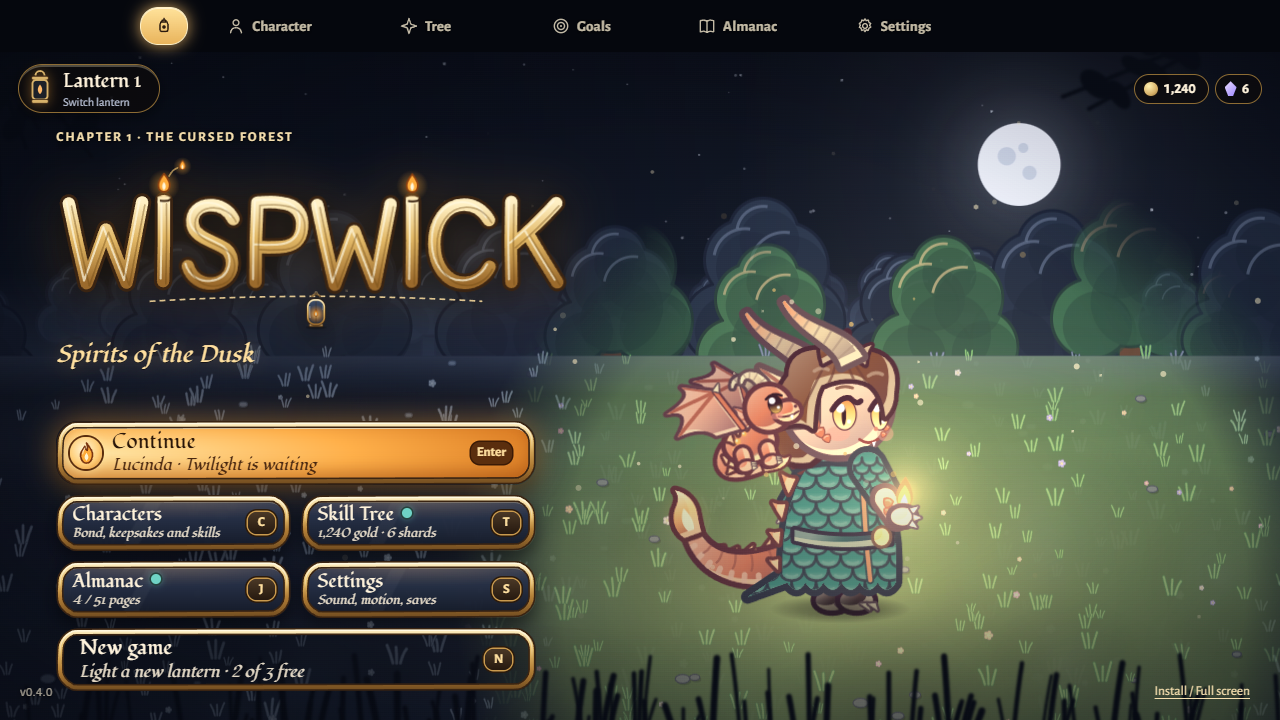 Character
Tree
Goals
Almanac
Settings
Lantern 1
Switch lantern
1,240
6
CHAPTER 1 · THE CURSED FOREST
WISPWICK
Spirits of the Dusk
Continue
Lucinda · Twilight is waiting
Enter
Characters
Bond, keepsakes and skills
C
Skill Tree
1,240 gold · 6 shards
T
Almanac
4 / 51 pages
J
Settings
Sound, motion, saves
S
New game
Light a new lantern · 2 of 3 free
N
v0.4.0
Install / Full screen